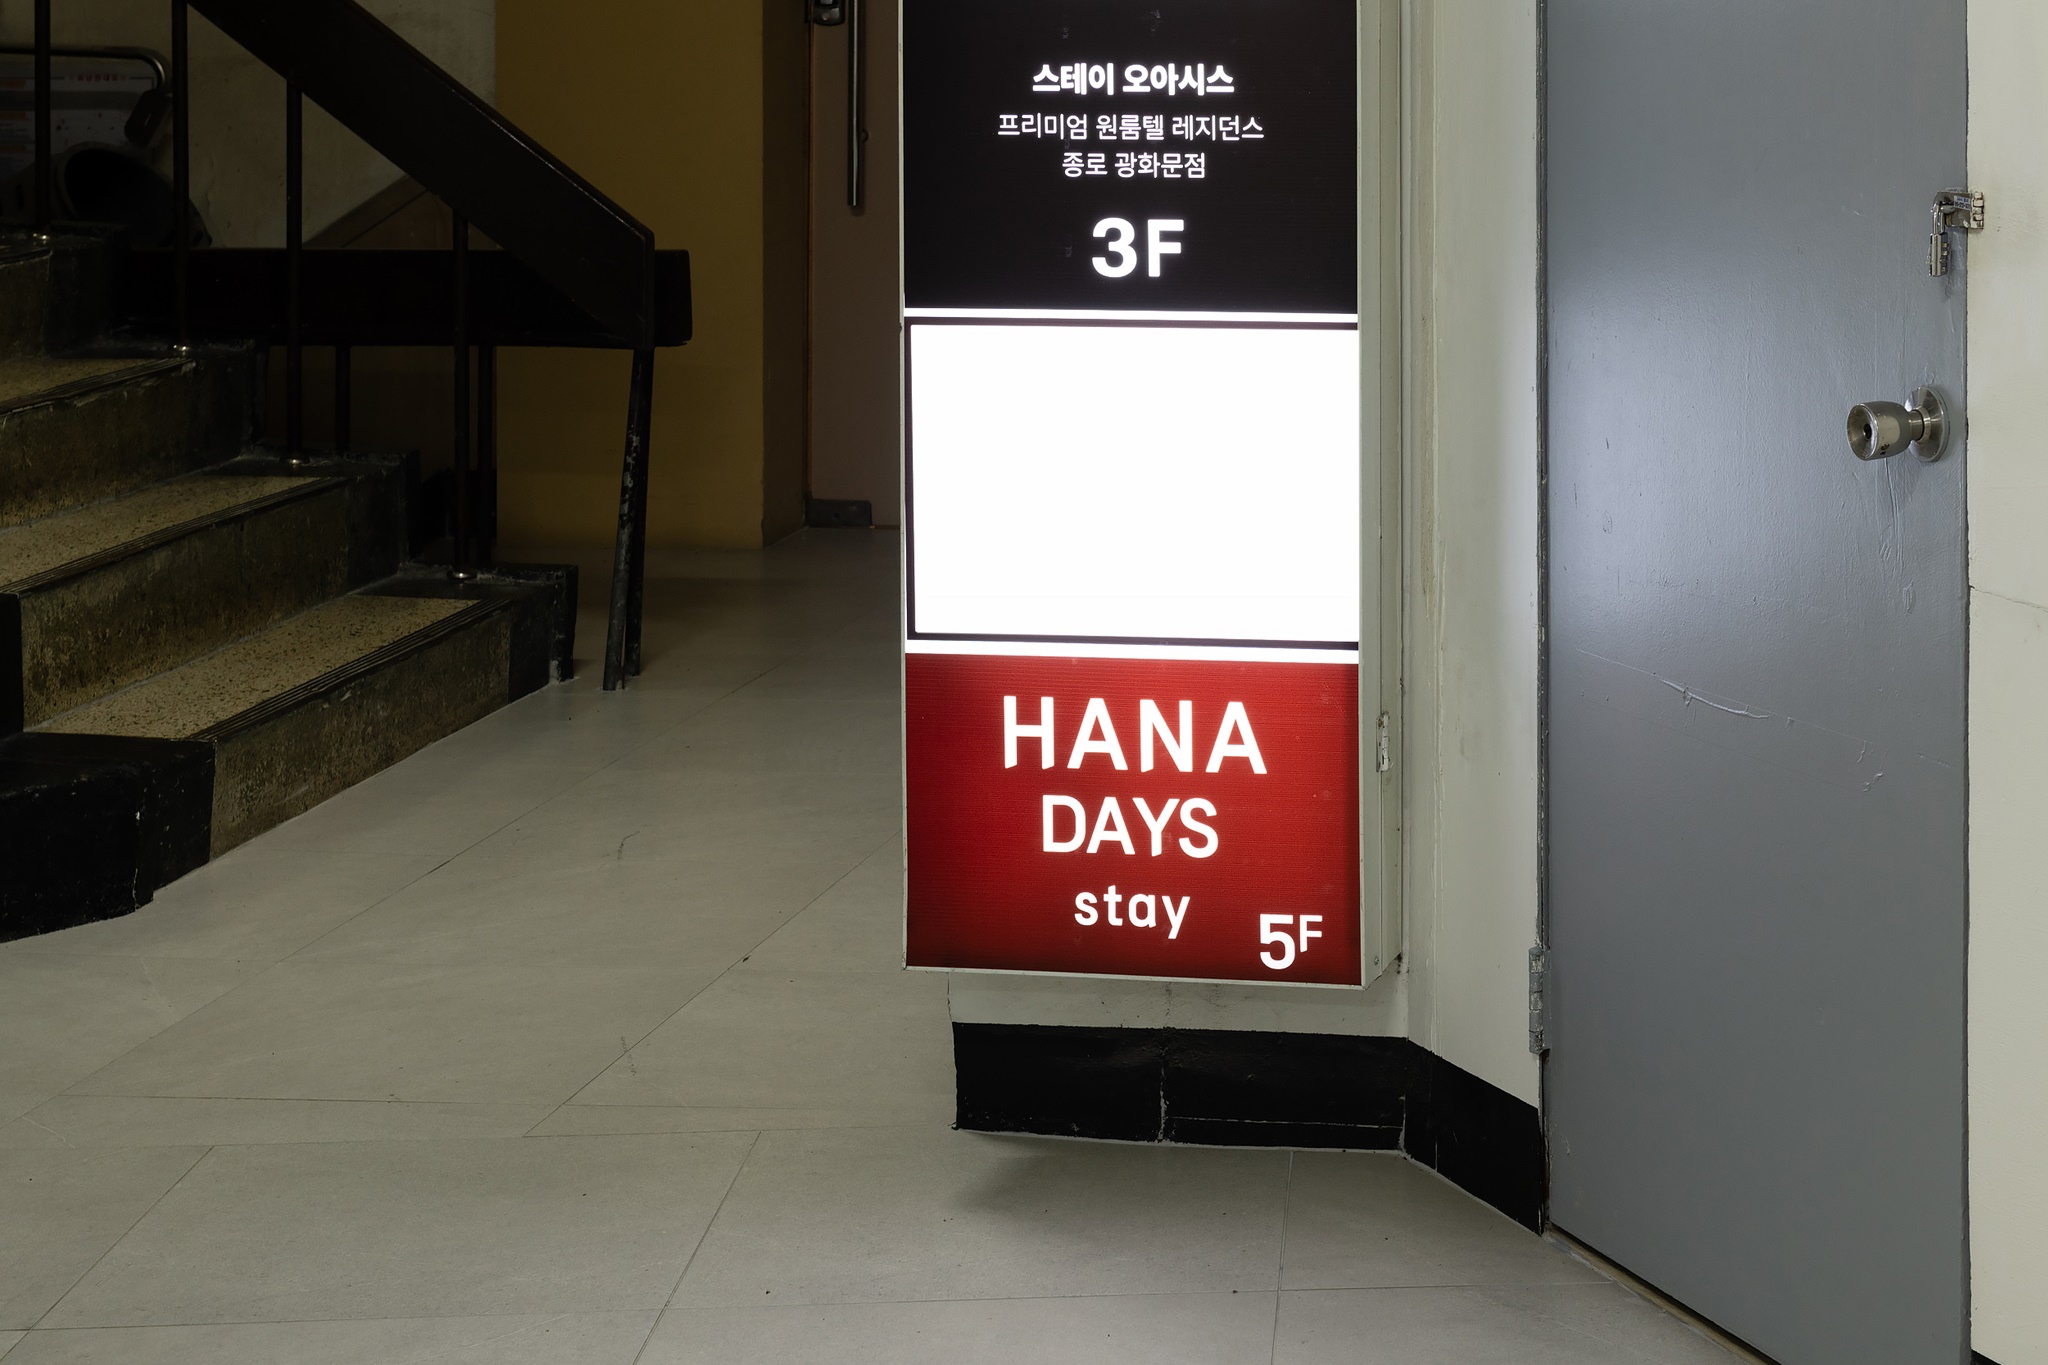 스테이 오아시스
프리미엄 원룸텔 레지던스
종로 광화문점
3F
HANA
DAYS
stay
5F